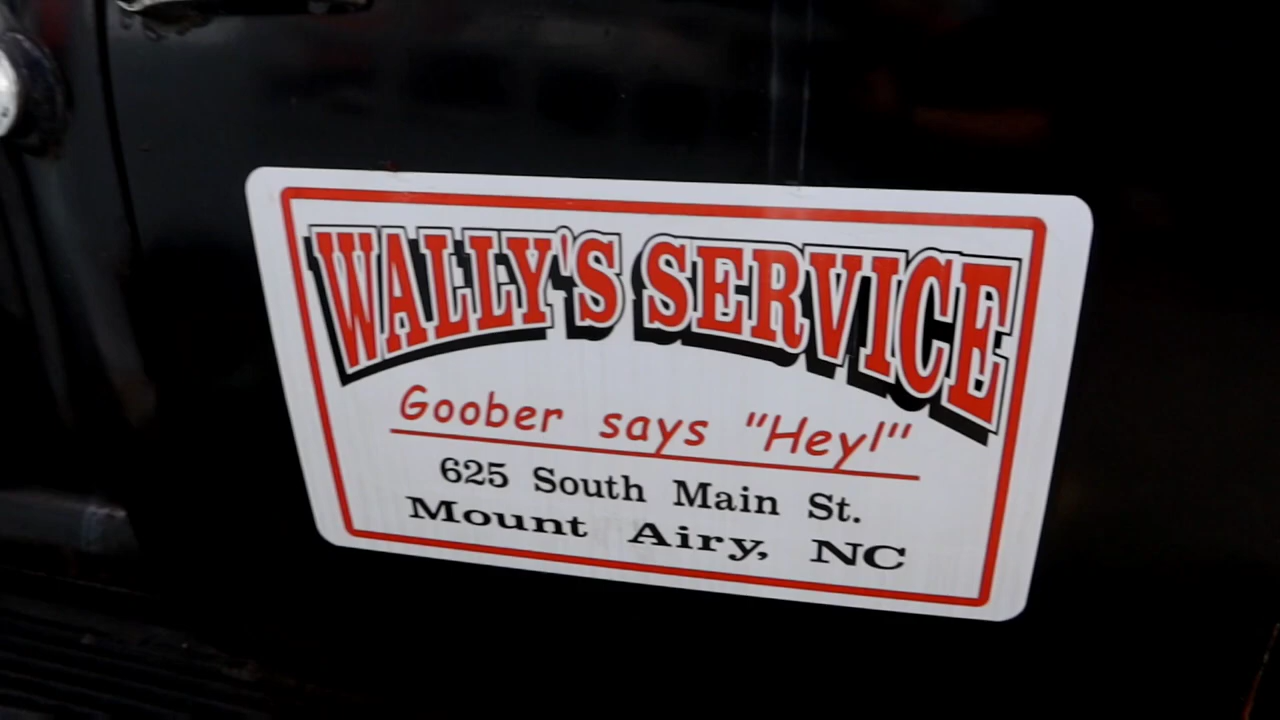 WALLY'S SERVICE
Goober says "Hey!"
625 South Main St.
Mount Airy, NC